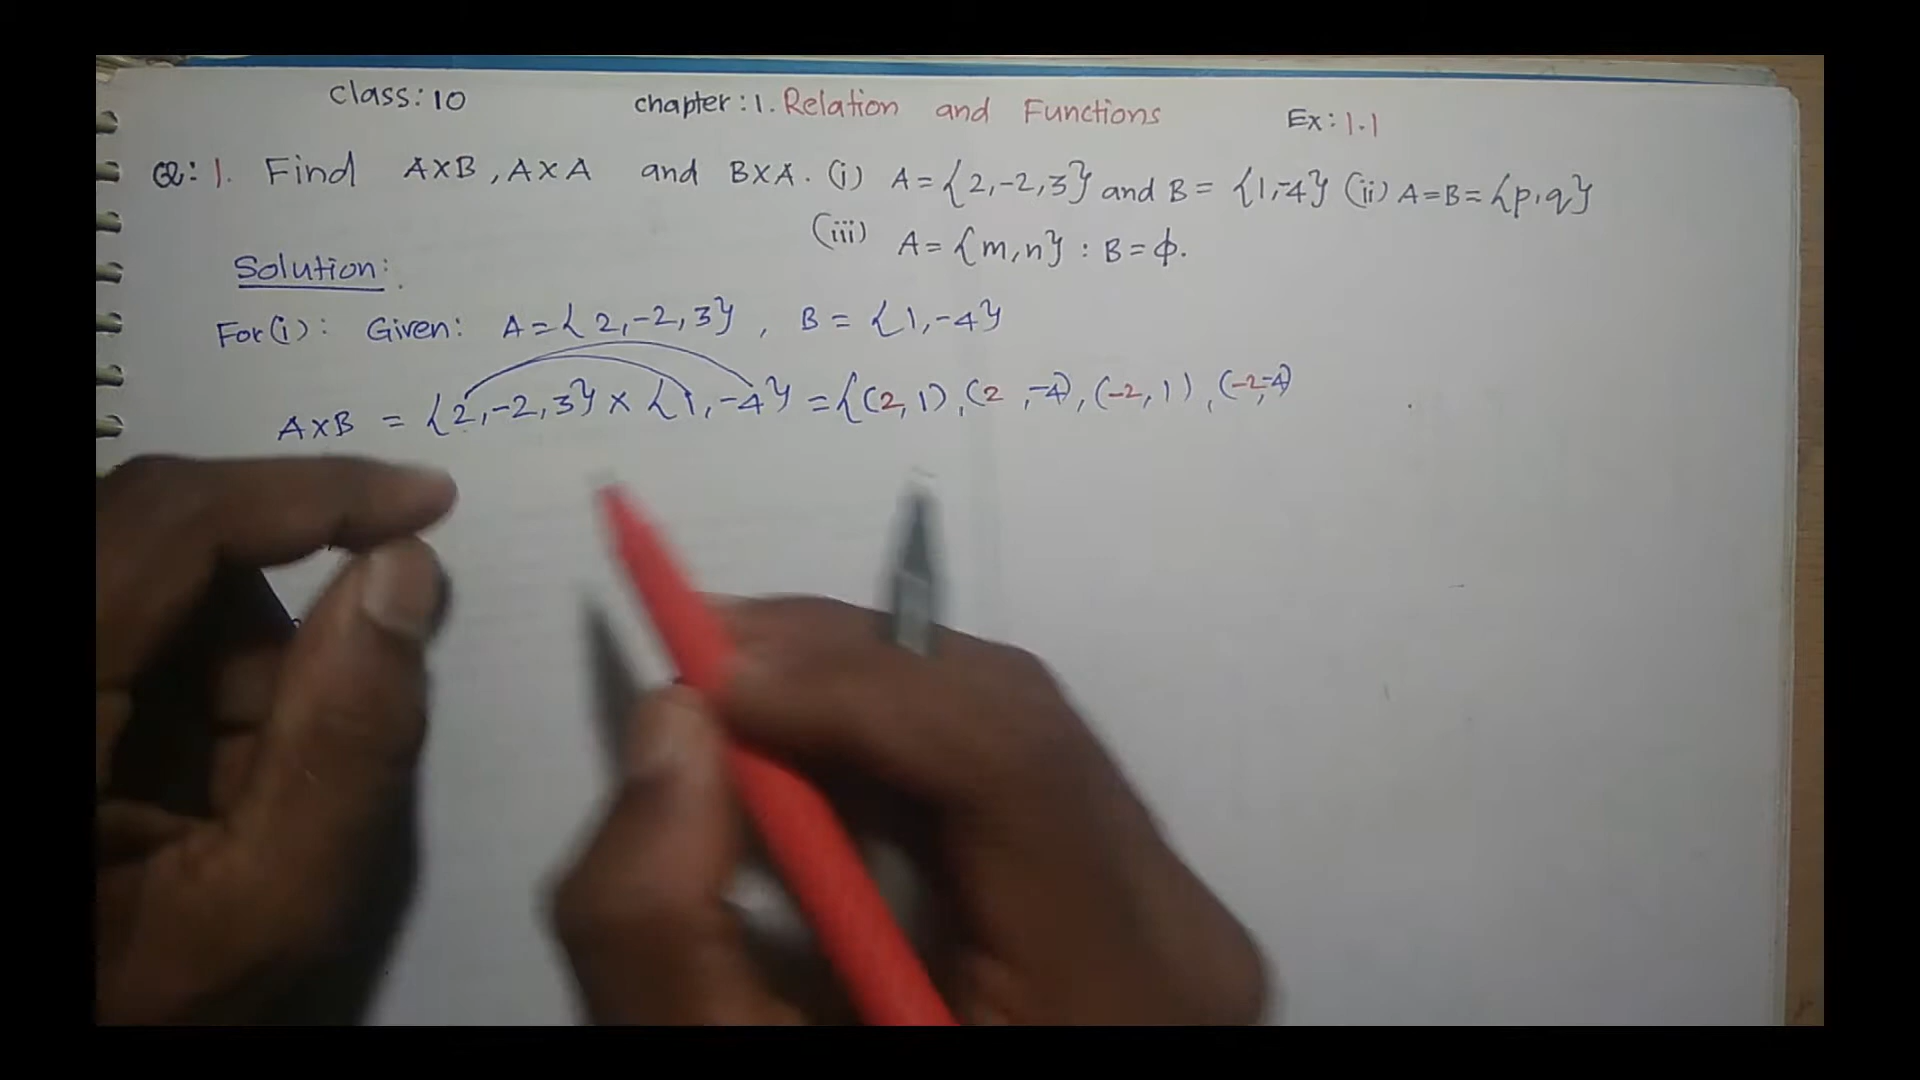 class: 10 chapter: 1. Relation and Functions Ex: 1.1
Q: 1. Find A×B, A×A and B×A. (i) A = {2,-2,3} and B = {1,-4} (ii) A=B= {p,q}
(iii) A= {m,n} : B= ϕ.
Solution:
For(i): Given: A={2,-2,3}, B = {1,-4}
A×B = {2,-2,3} × {1,-4} = {(2,1), (2,-4), (-2,1), (-2,-4)